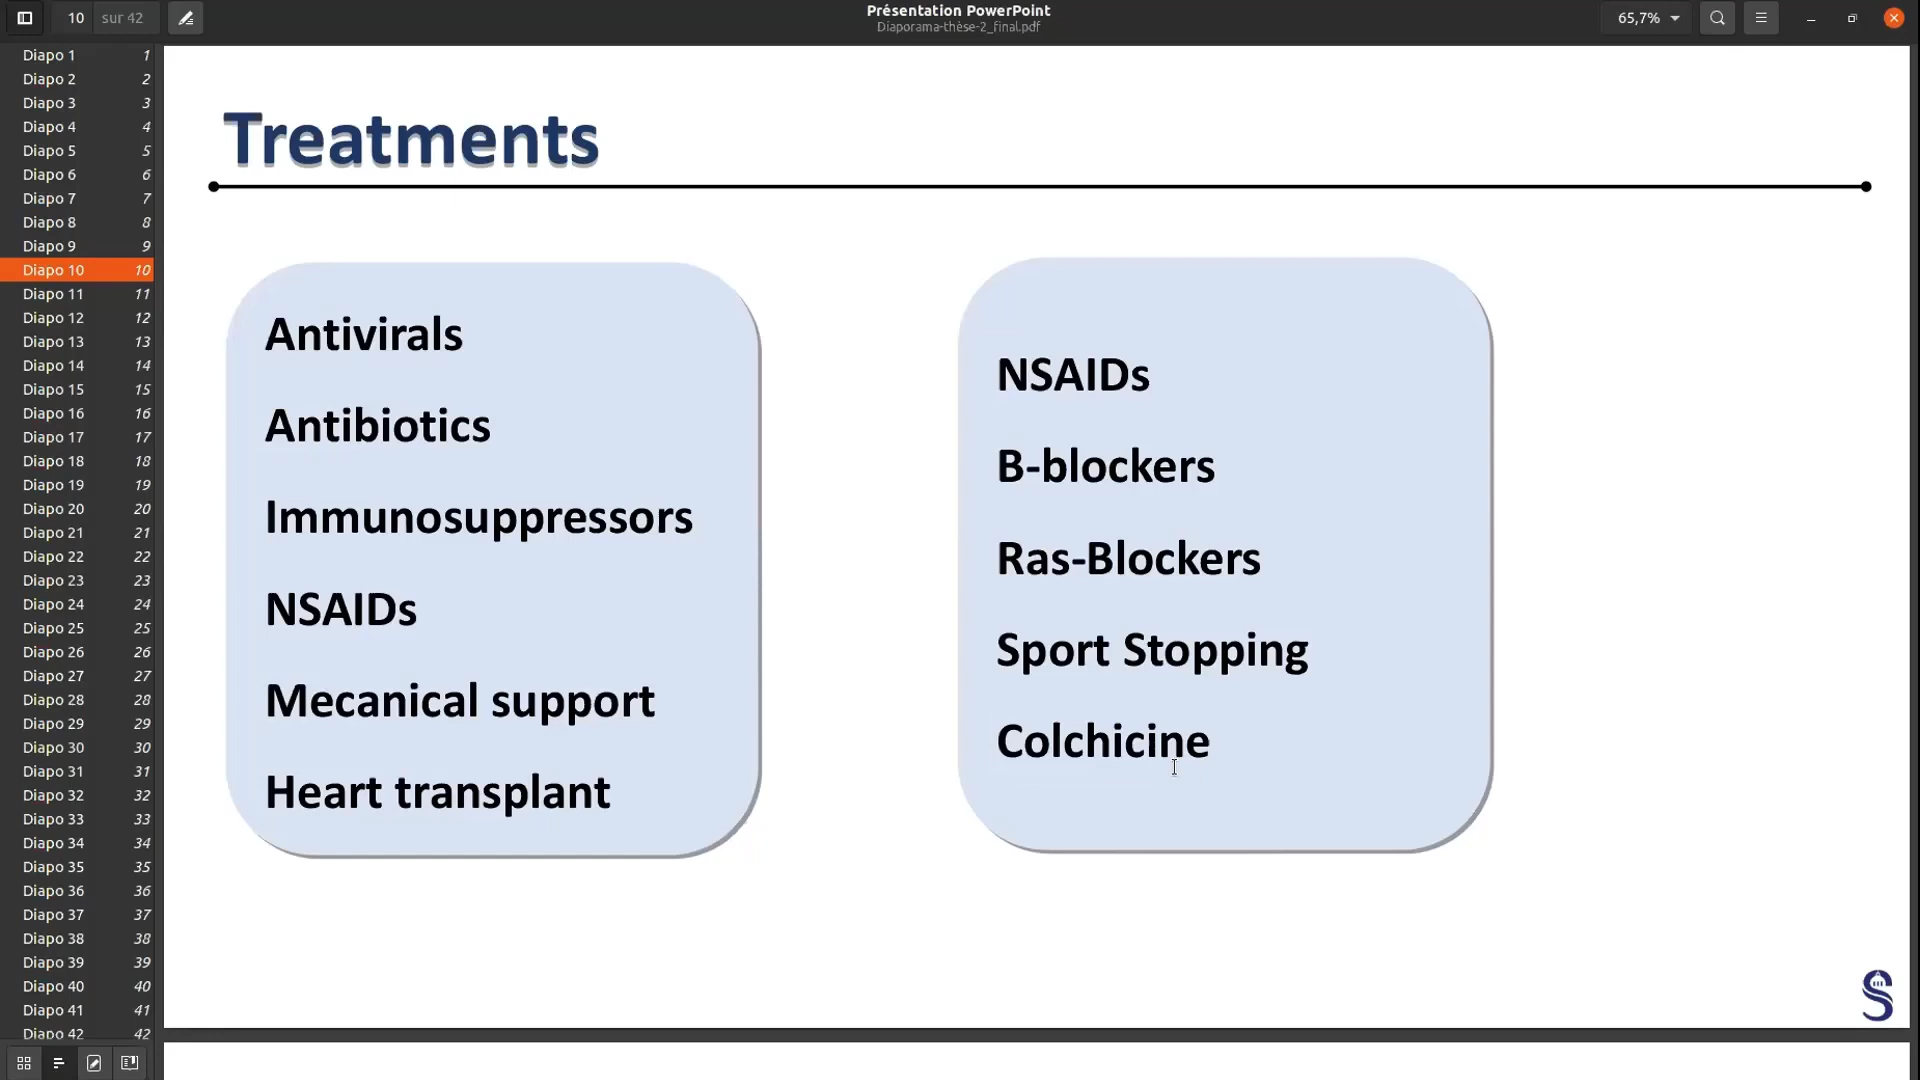 10 sur 42
Présentation PowerPoint
Diaporama-thèse-2_final.pdf
65,7%
Diapo 1 1
Diapo 2 2
Diapo 3 3
Diapo 4 4
Diapo 5 5
Diapo 6 6
Diapo 7 7
Diapo 8 8
Diapo 9 9
Diapo 10 10
Diapo 11 11
Diapo 12 12
Diapo 13 13
Diapo 14 14
Diapo 15 15
Diapo 16 16
Diapo 17 17
Diapo 18 18
Diapo 19 19
Diapo 20 20
Diapo 21 21
Diapo 22 22
Diapo 23 23
Diapo 24 24
Diapo 25 25
Diapo 26 26
Diapo 27 27
Diapo 28 28
Diapo 29 29
Diapo 30 30
Diapo 31 31
Diapo 32 32
Diapo 33 33
Diapo 34 34
Diapo 35 35
Diapo 36 36
Diapo 37 37
Diapo 38 38
Diapo 39 39
Diapo 40 40
Diapo 41 41
Diapo 42 42
Treatments
Antivirals
Antibiotics
Immunosuppressors
NSAIDs
Mecanical support
Heart transplant
NSAIDs
B-blockers
Ras-Blockers
Sport Stopping
Colchicine
S